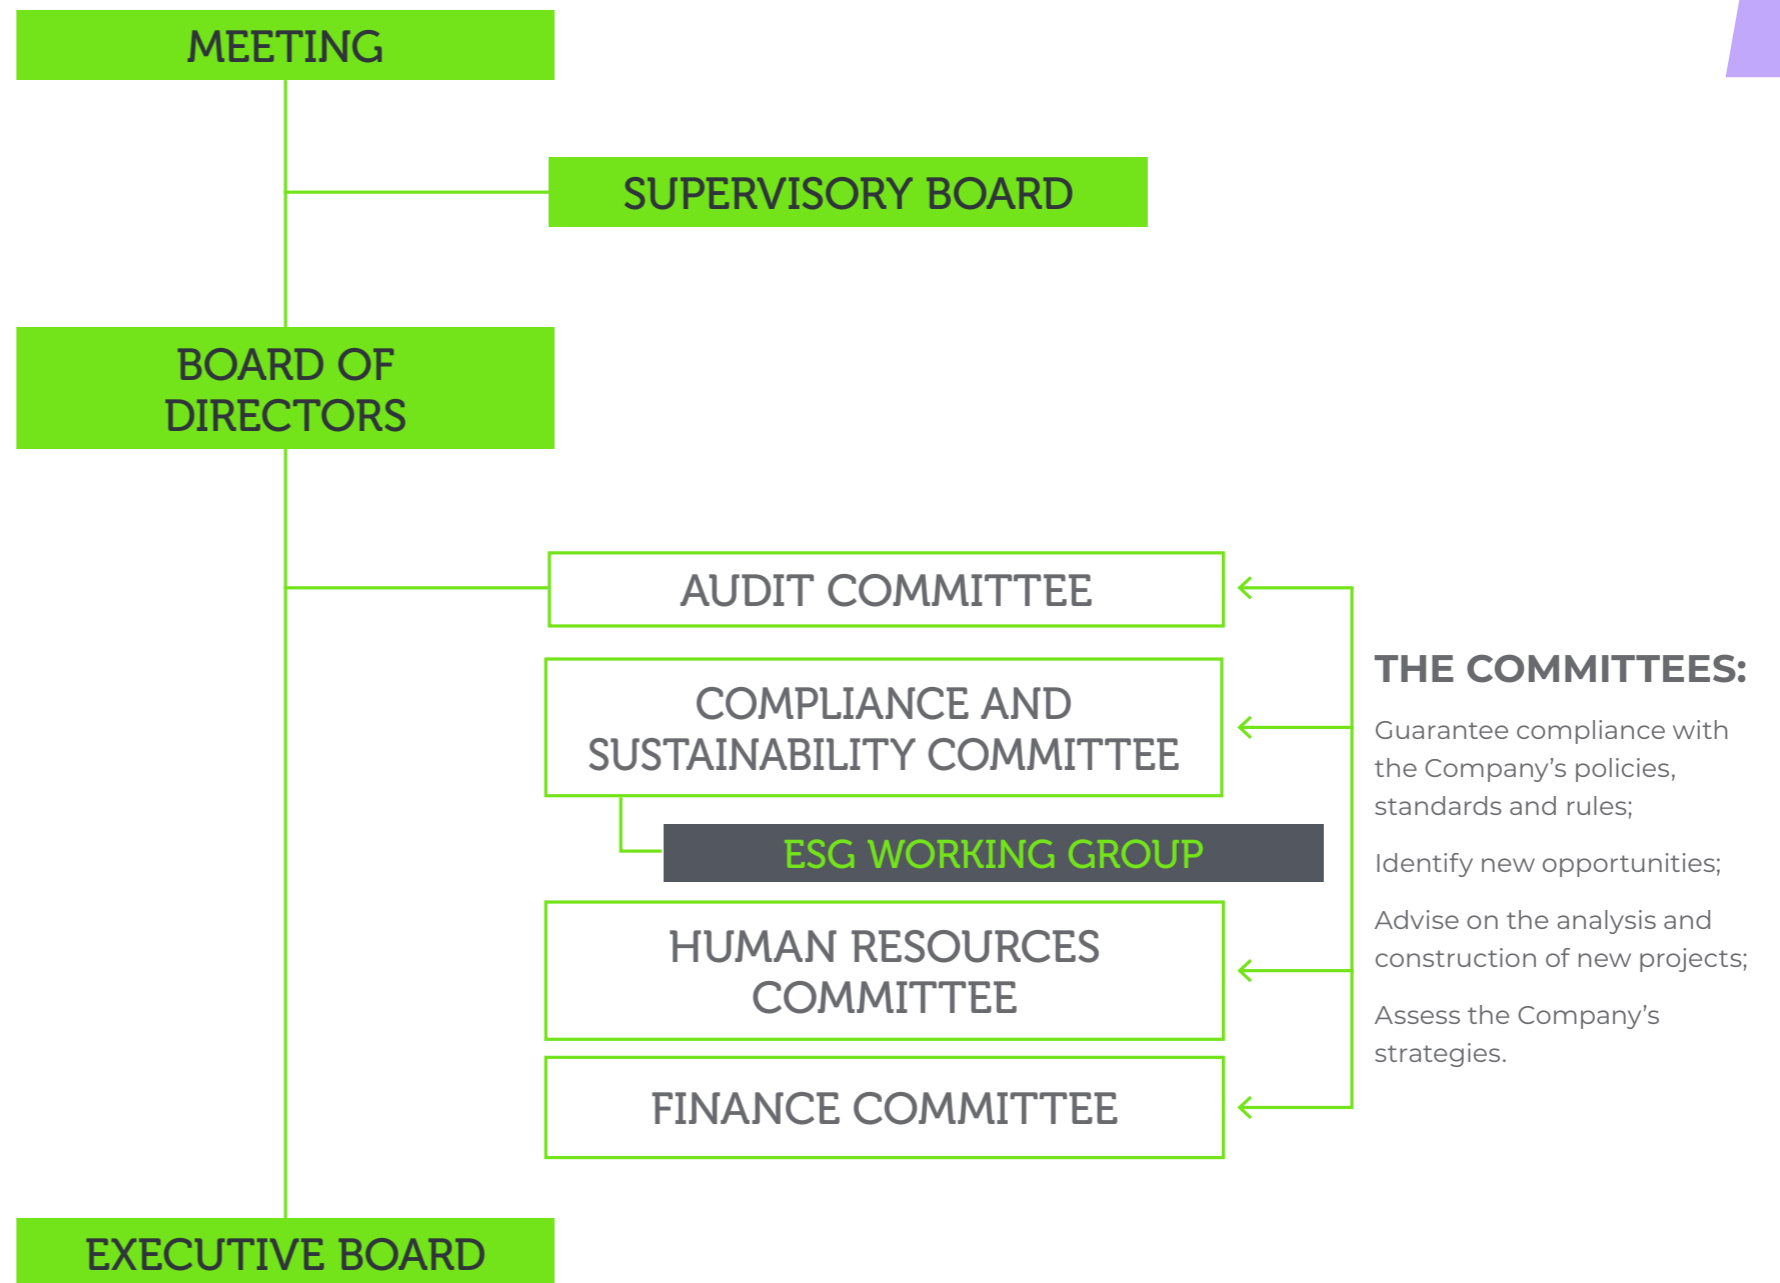 MEETING
SUPERVISORY BOARD
BOARD OF
DIRECTORS
AUDIT COMMITTEE
COMPLIANCE AND
SUSTAINABILITY COMMITTEE
ESG WORKING GROUP
HUMAN RESOURCES
COMMITTEE
FINANCE COMMITTEE
THE COMMITTEES:
Guarantee compliance with
the Company’s policies,
standards and rules;
Identify new opportunities;
Advise on the analysis and
construction of new projects;
Assess the Company’s
strategies.
EXECUTIVE BOARD